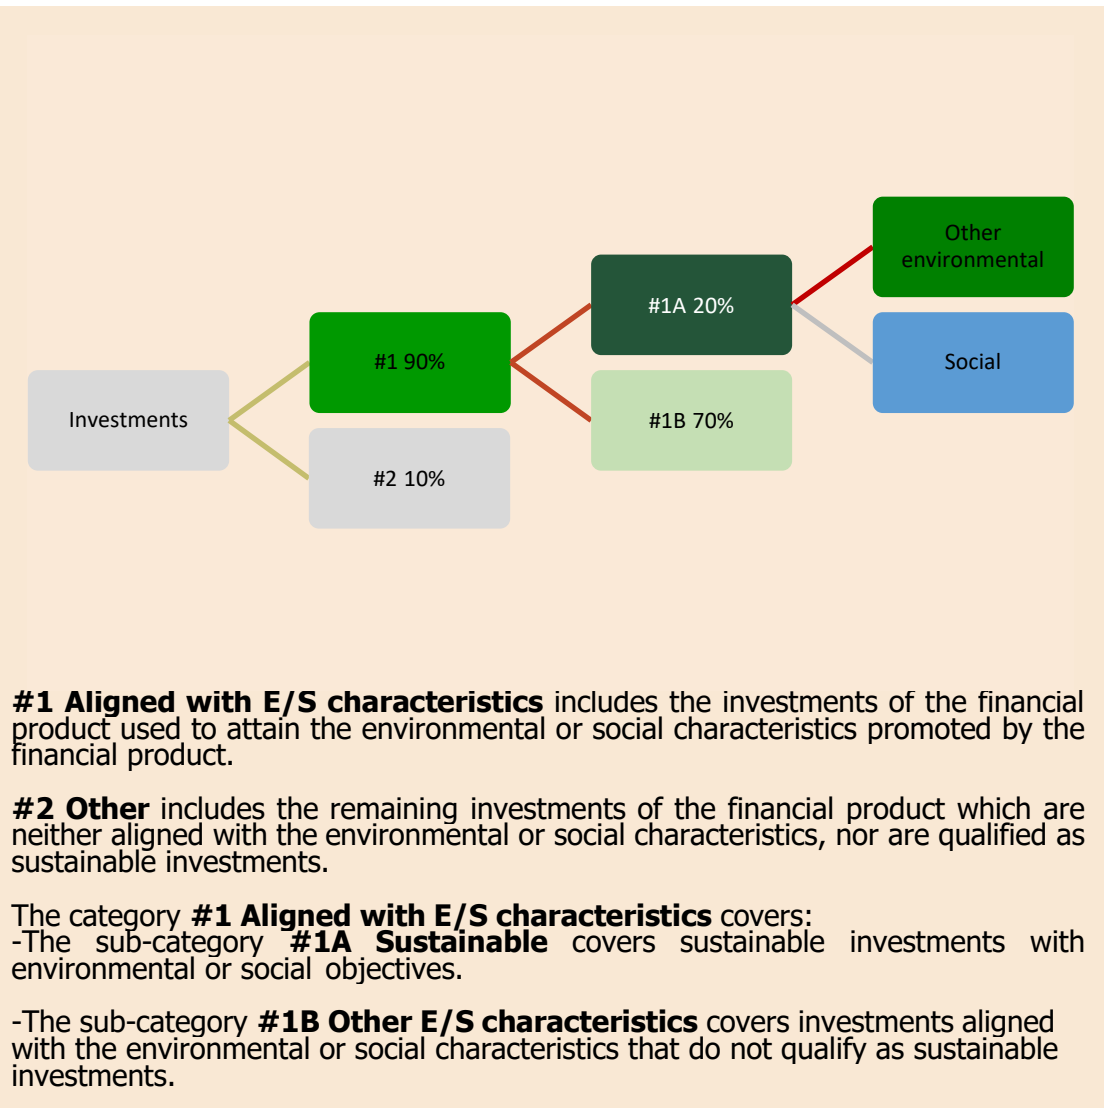 Other
environmental
#1A 20%
#1 90%
Social
Investments
#1B 70%
#2 10%
#1 Aligned with E/S characteristics includes the investments of the financial
product used to attain the environmental or social characteristics promoted by the
financial product.
#2 Other includes the remaining investments of the financial product which are
neither aligned with the environmental or social characteristics, nor are qualified as
sustainable investments.
The category #1 Aligned with E/S characteristics covers:
-The sub-category #1A Sustainable covers sustainable investments with
environmental or social objectives.
-The sub-category #1B Other E/S characteristics covers investments aligned
with the environmental or social characteristics that do not qualify as sustainable
investments.